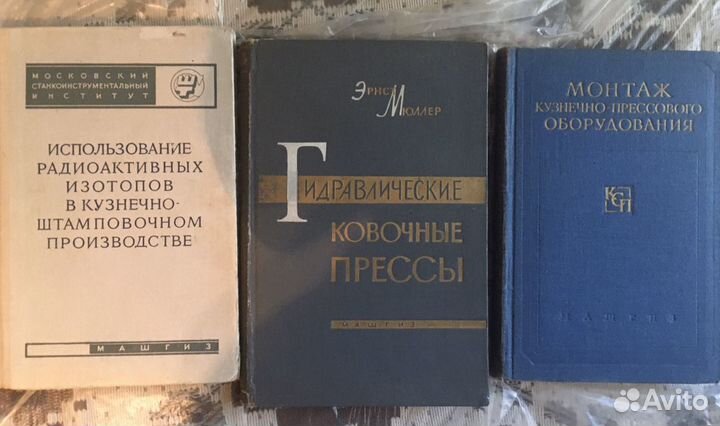 МОСКОВСКИЙ
СТАНКОИНСТРУМЕНТАЛЬНЫЙ
ИНСТИТУТ
ИСПОЛЬЗОВАНИЕ
РАДИОАКТИВНЫХ
ИЗОТОПОВ
В КУЗНЕЧНО-
ШТАМПОВОЧНОМ
ПРОИЗВОДСТВЕ
МАШГИЗ
ЭРНСТ
МЮЛЛЕР
ГИДРАВЛИЧЕСКИЕ
КОВОЧНЫЕ
ПРЕССЫ
МАШГИЗ
МОНТАЖ
КУЗНЕЧНО-ПРЕССОВОГО
ОБОРУДОВАНИЯ
КСП
МАШГИЗ
Avito